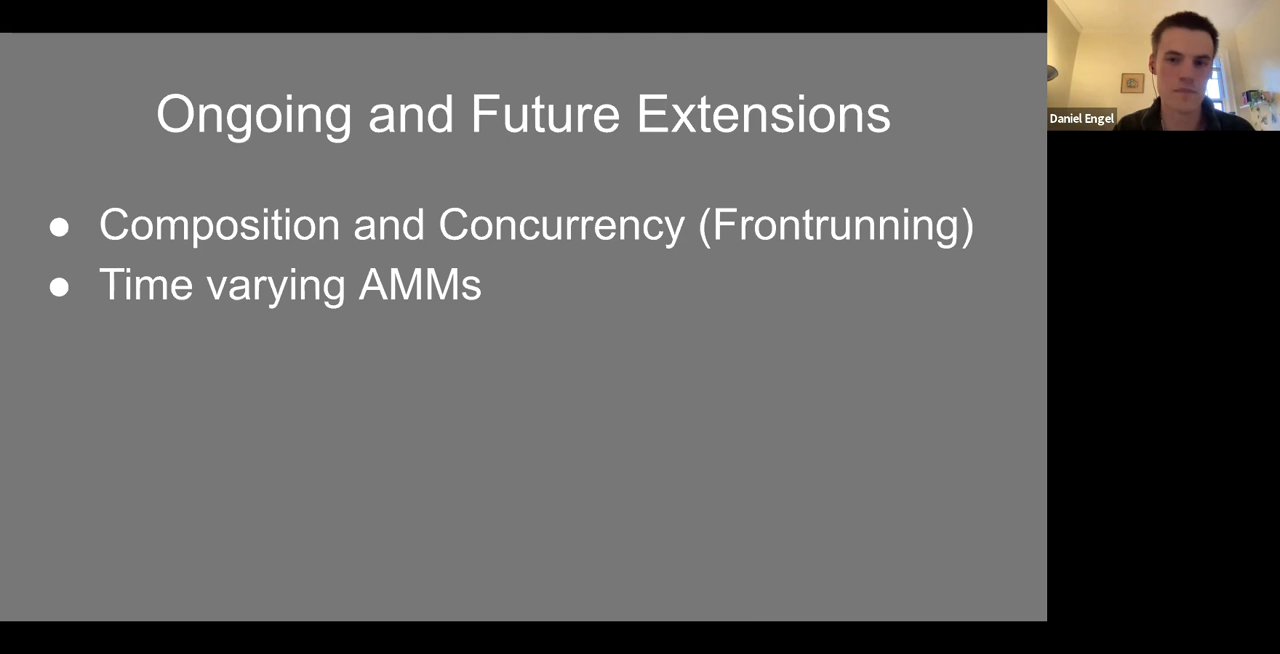 Ongoing and Future Extensions
● Composition and Concurrency (Frontrunning)
● Time varying AMMs
Daniel Engel